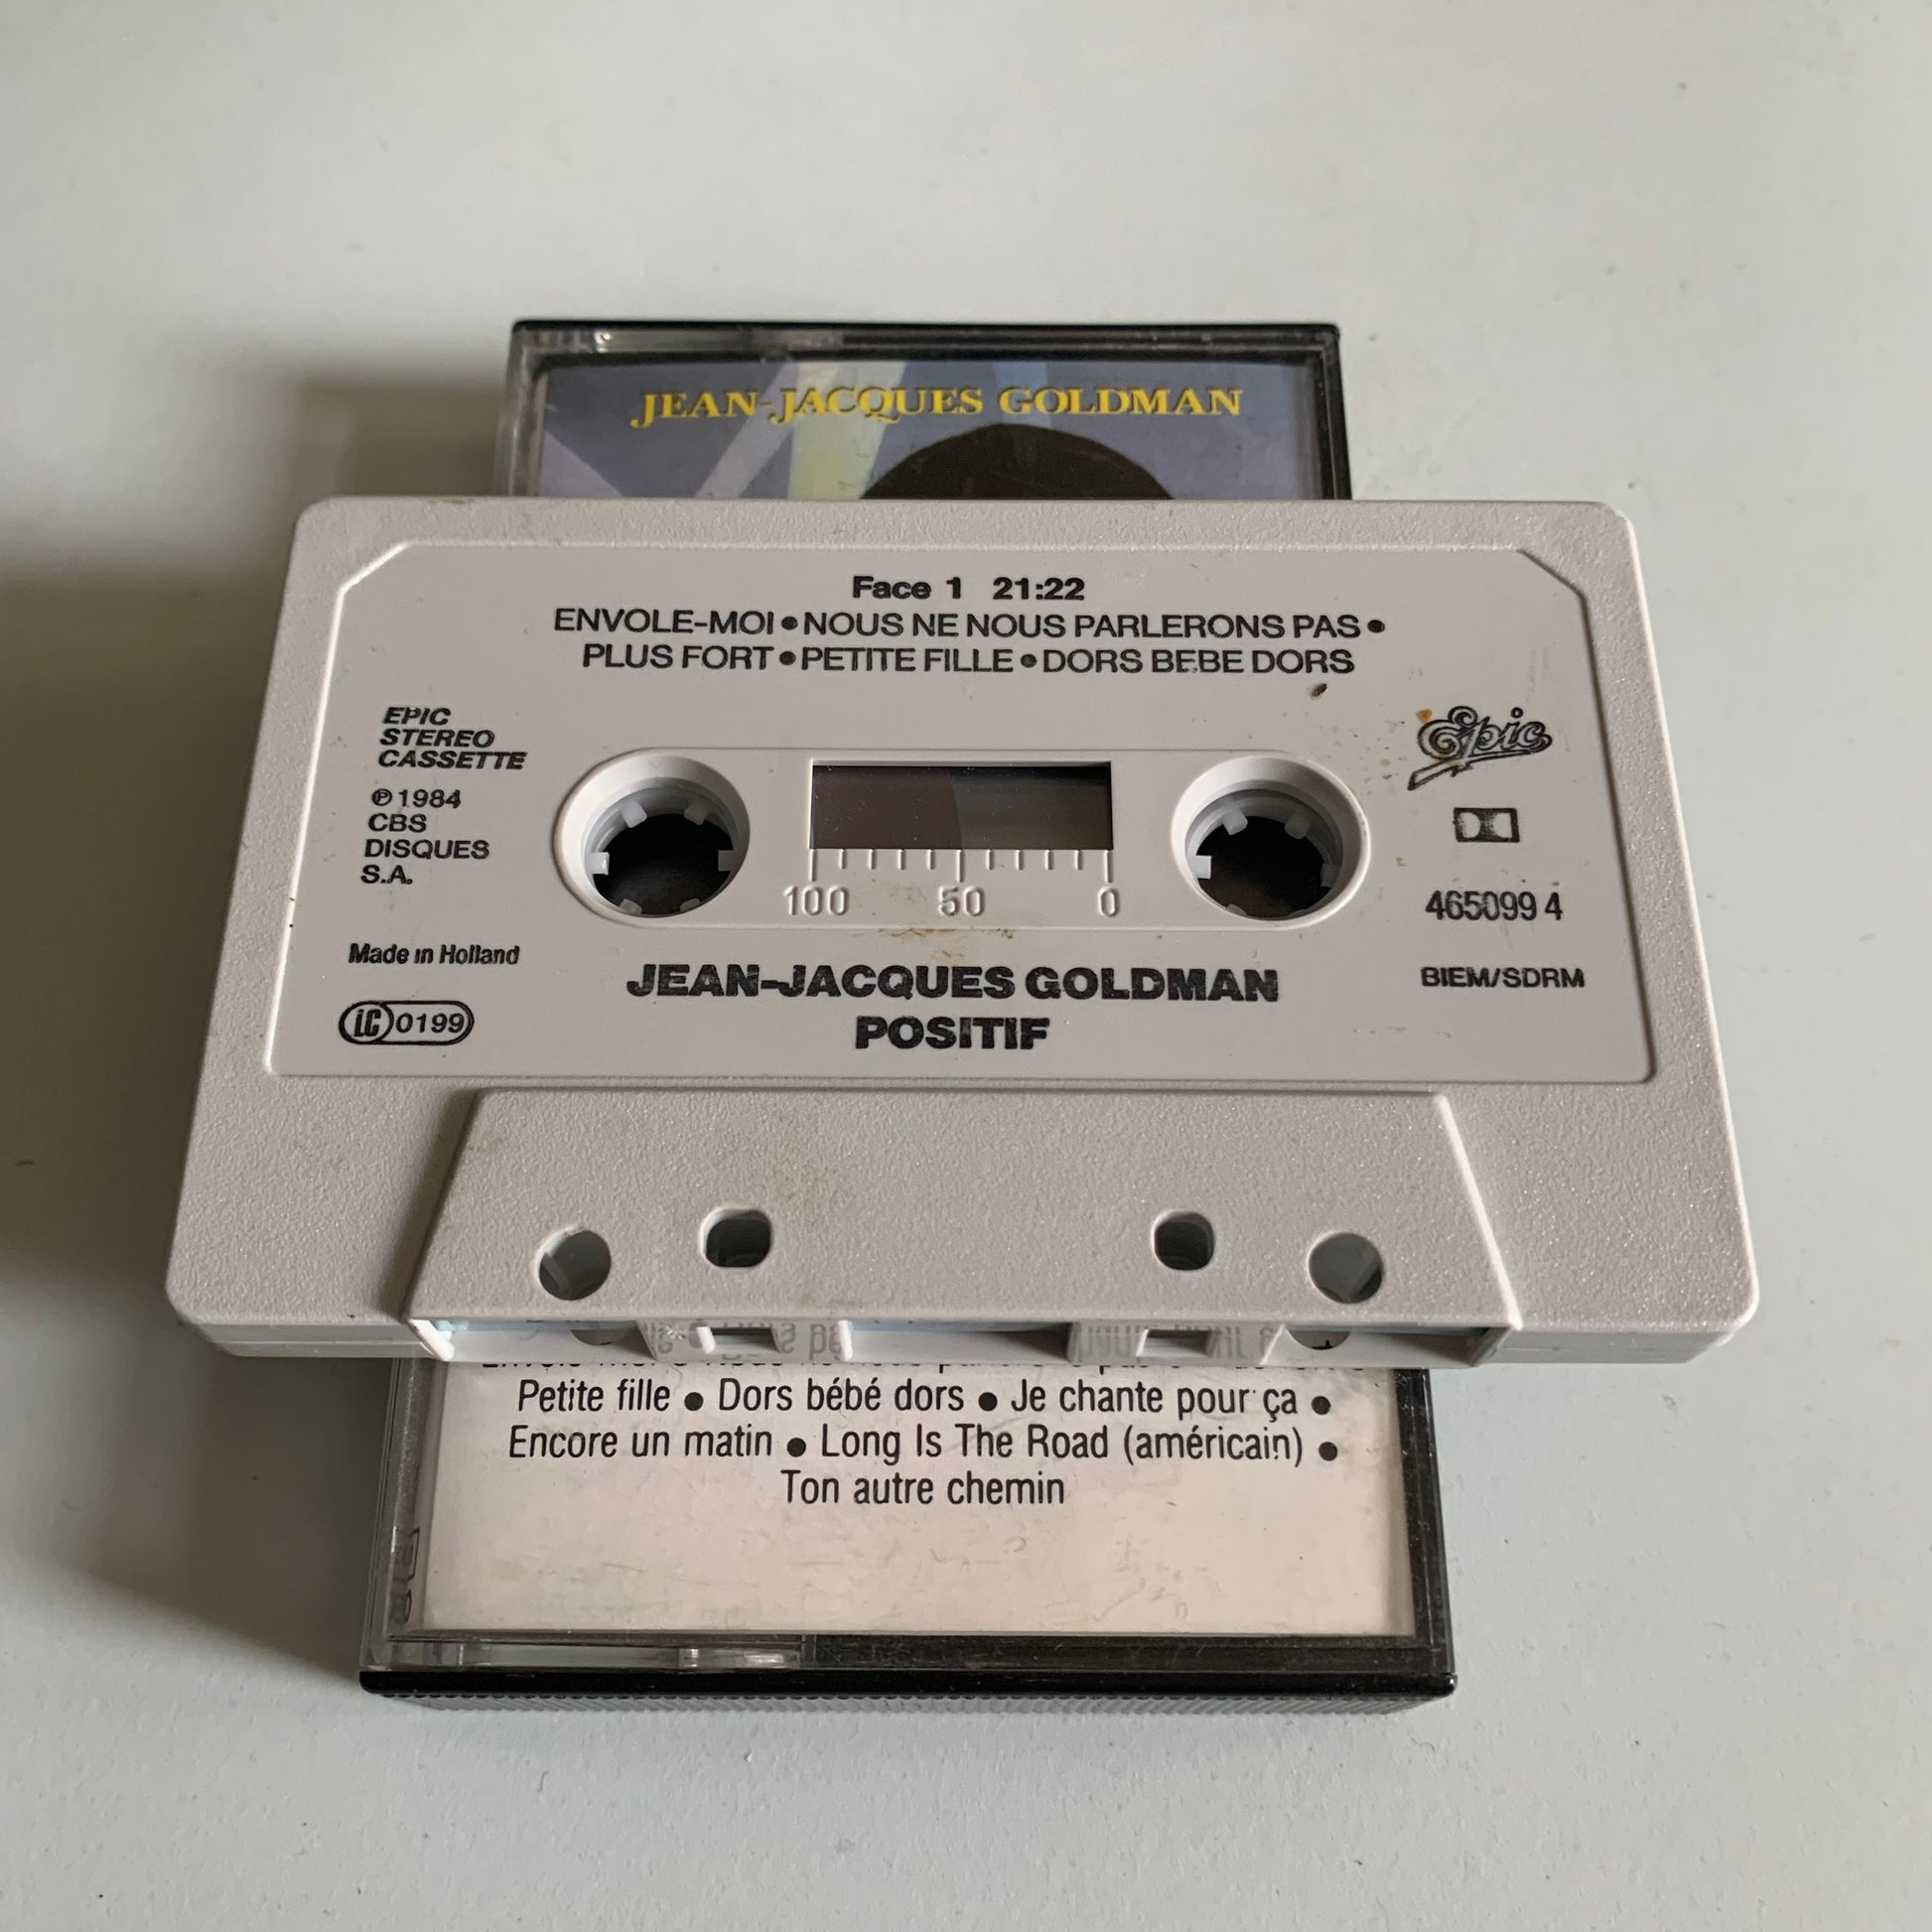 JEAN-JACQUES GOLDMAN
Face 1 21:22
ENVOLE-MOI • NOUS NE NOUS PARLERONS PAS •
PLUS FORT • PETITE FILLE • DORS BEBE DORS
EPIC
STEREO
CASSETTE
℗ 1984
CBS
DISQUES
S.A.
Made in Holland
LC 0199
Epic
465099 4
BIEM/SDRM
100 50 0
JEAN-JACQUES GOLDMAN
POSITIF
Petite fille • Dors bébé dors • Je chante pour ça •
Encore un matin • Long Is The Road (américain) •
Ton autre chemin